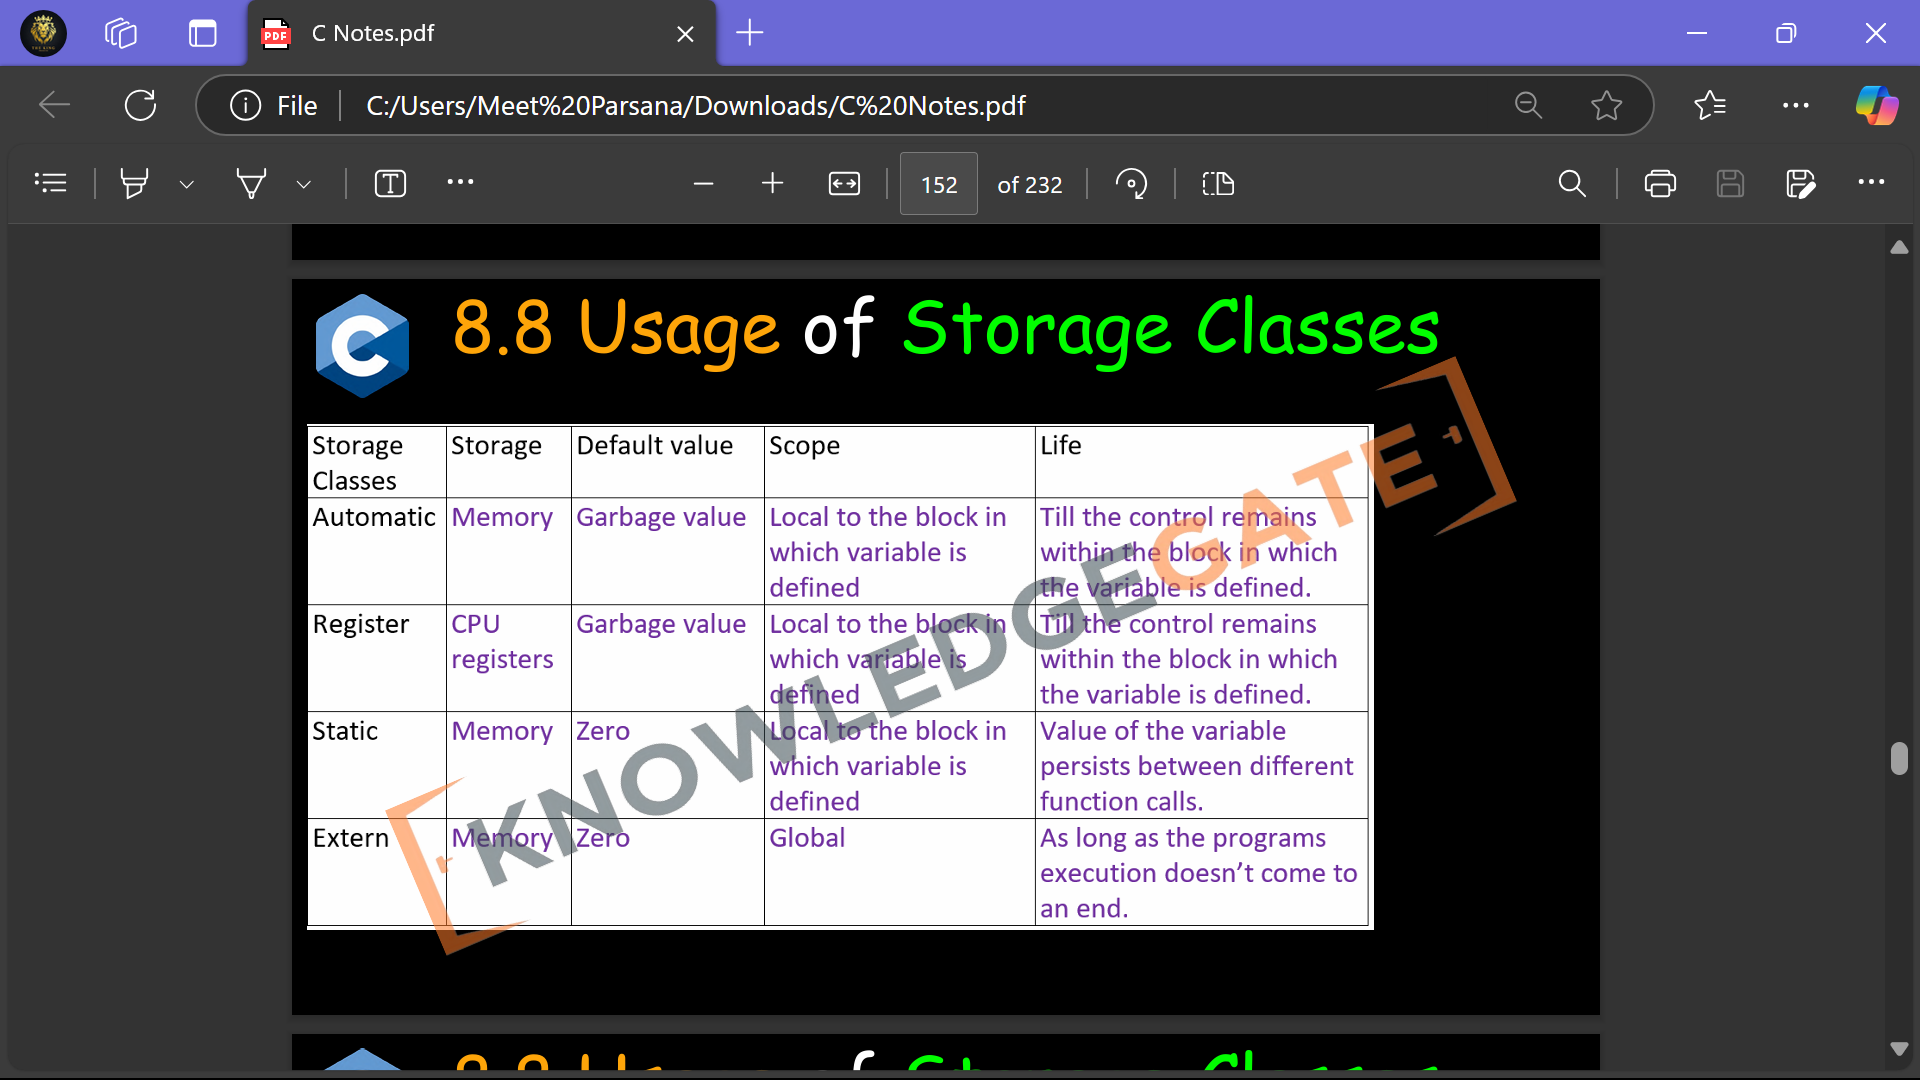 C Notes.pdf
File
C:/Users/Meet%20Parsana/Downloads/C%20Notes.pdf
152 of 232
8.8 Usage of Storage Classes
Storage Classes
Storage
Default value
Scope
Life
Automatic
Memory
Garbage value
Local to the block in
which variable is
defined
Till the control remains
within the block in which
the variable is defined.
Register
CPU
registers
Garbage value
Local to the block in
which variable is
defined
Till the control remains
within the block in which
the variable is defined.
Static
Memory
Zero
Local to the block in
which variable is
defined
Value of the variable
persists between different
function calls.
Extern
Memory
Zero
Global
As long as the programs
execution doesn’t come to
an end.
KNOWLEDGEGATE